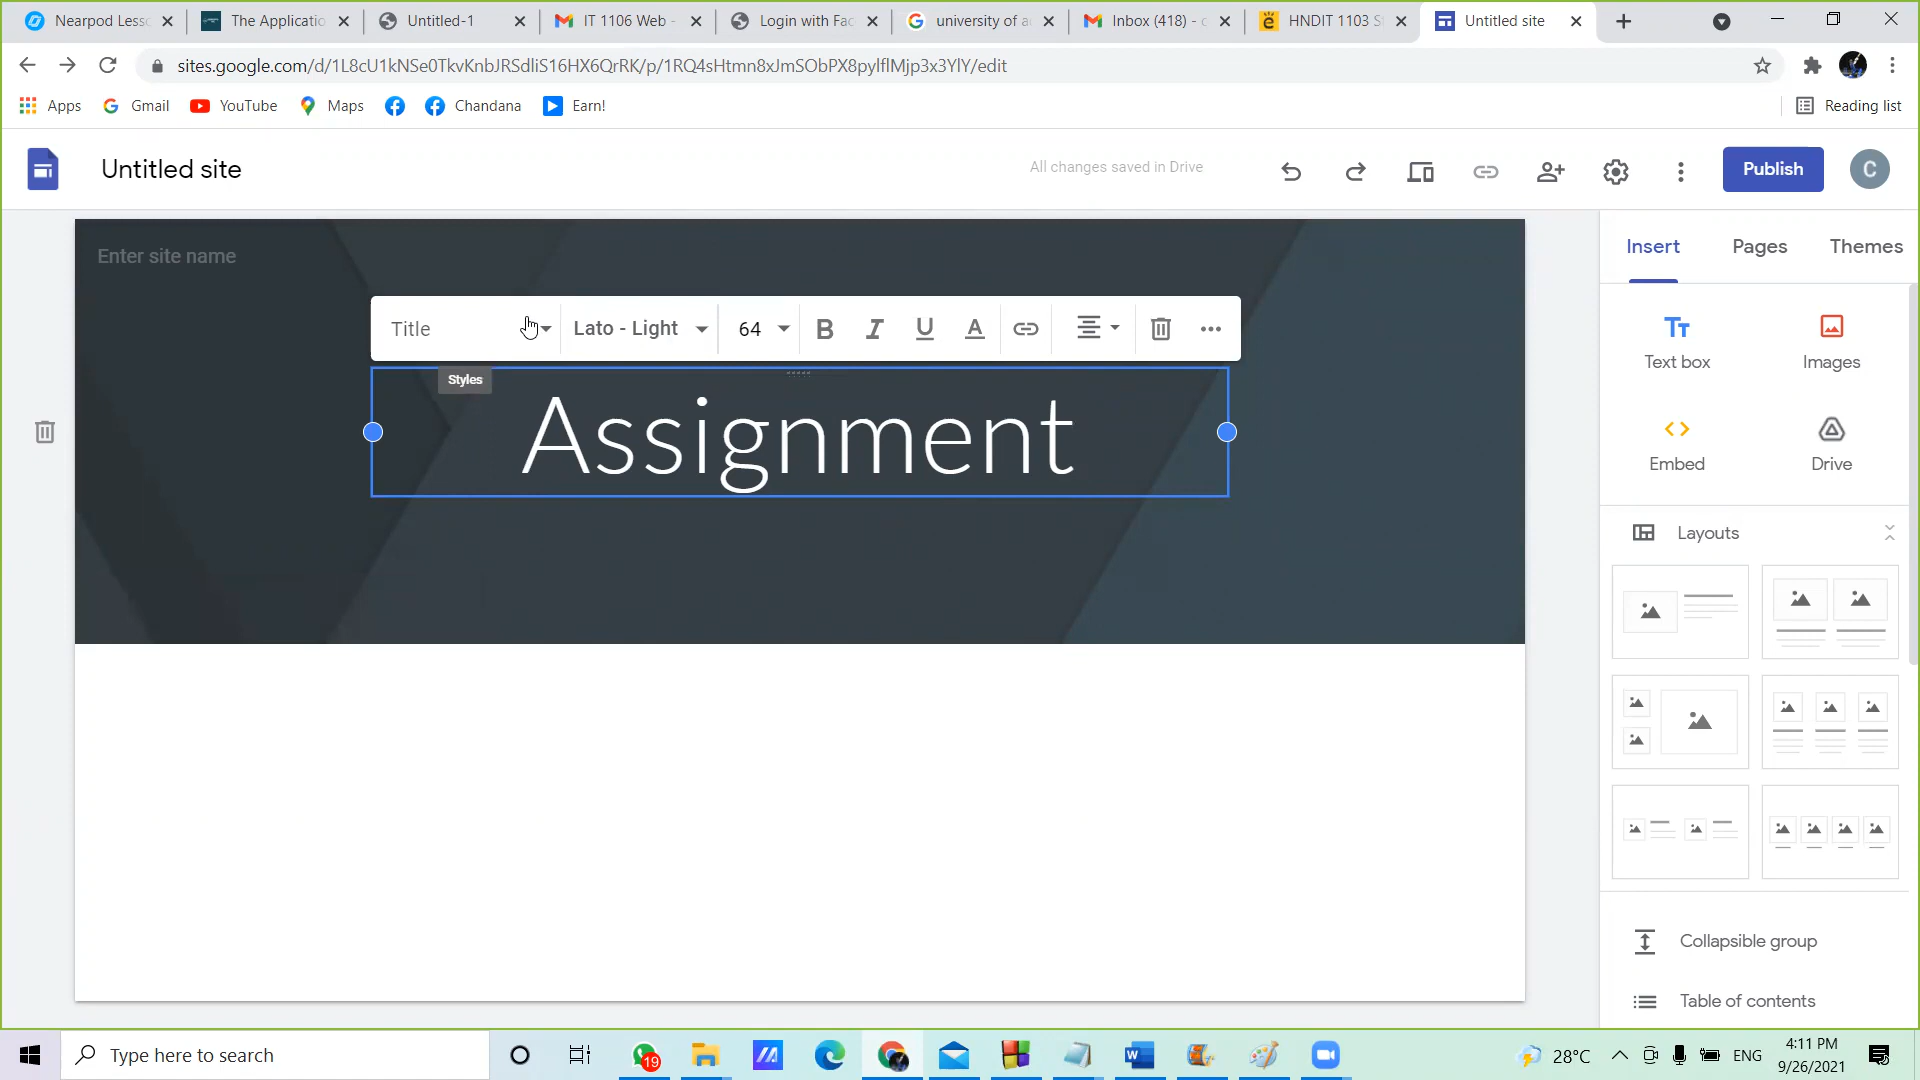 Nearpod Less
The Applicatio
Untitled-1
IT 1106 Web -
Login with Fac
university of a
Inbox (418) - c
HNDIT 1103 S
Untitled site
sites.google.com/d/1L8cU1kNSe0TkvKnbJRSdliS16HX6QrRK/p/1RQ4sHtmn8xJmSObPX8pylflMjp3x3YlY/edit
Apps
Gmail
YouTube
Maps
Chandana
Earn!
Reading list
Untitled site
All changes saved in Drive
Publish
C
Enter site name
Insert
Pages
Themes
Title
Lato - Light
64
B
I
U
A
Styles
Assignment
Tt
Text box
Images
Embed
Drive
Layouts
Collapsible group
Table of contents
Type here to search
19
28°C
ENG
4:11 PM
9/26/2021